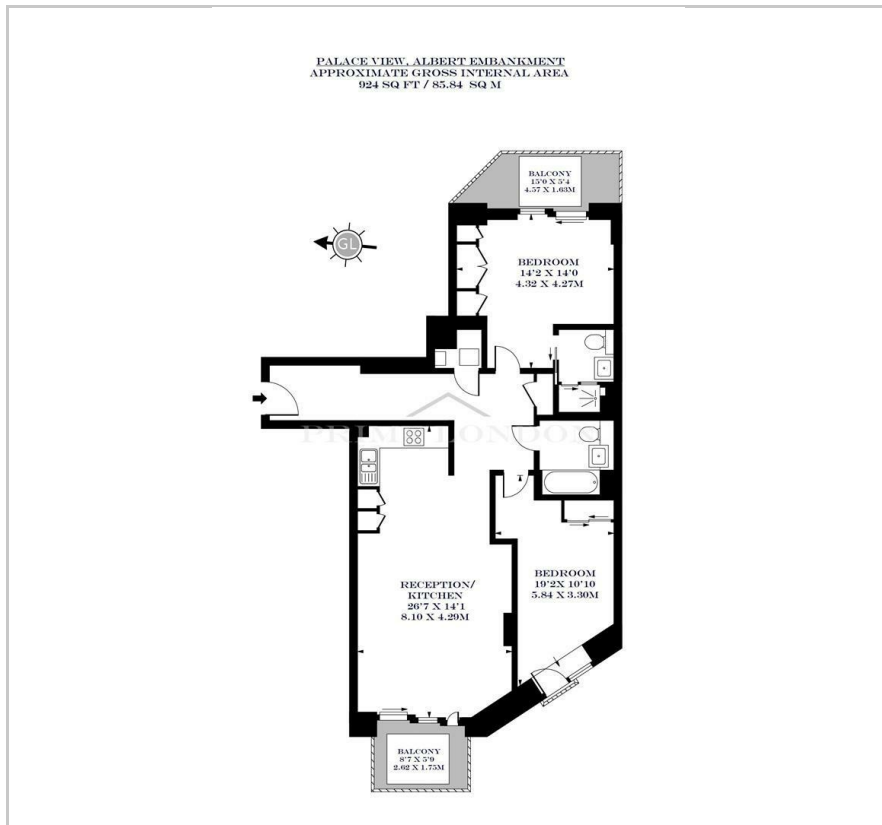 PALACE VIEW, ALBERT EMBANKMENT
APPROXIMATE GROSS INTERNAL AREA
924 SQ FT / 85.84 SQ M
BALCONY
15'0 X 5'4
4.57 X 1.63M
GL
BEDROOM
14'2 X 14'0
4.32 X 4.27M
PRIME LONDON
BEDROOM
19'2X 10'10
5.84 X 3.30M
RECEPTION/
KITCHEN
26'7 X 14'1
8.10 X 4.29M
BALCONY
8'7 X 5'9
2.62 X 1.75M